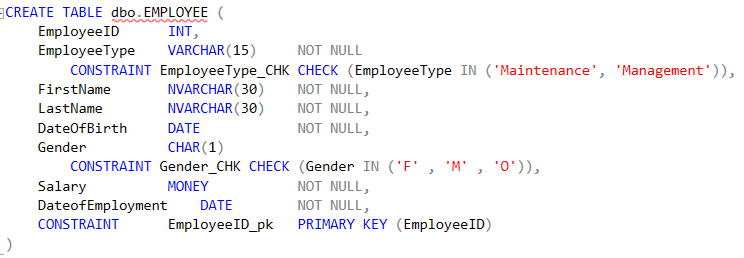 CREATE TABLE dbo.EMPLOYEE (
EmployeeID INT,
EmployeeType VARCHAR(15) NOT NULL
CONSTRAINT EmployeeType_CHK CHECK (EmployeeType IN ('Maintenance', 'Management')),
FirstName NVARCHAR(30) NOT NULL,
LastName NVARCHAR(30) NOT NULL,
DateOfBirth DATE NOT NULL,
Gender CHAR(1)
CONSTRAINT Gender_CHK CHECK (Gender IN ('F' , 'M' , 'O')),
Salary MONEY NOT NULL,
DateofEmployment DATE NOT NULL,
CONSTRAINT EmployeeID_pk PRIMARY KEY (EmployeeID)
)